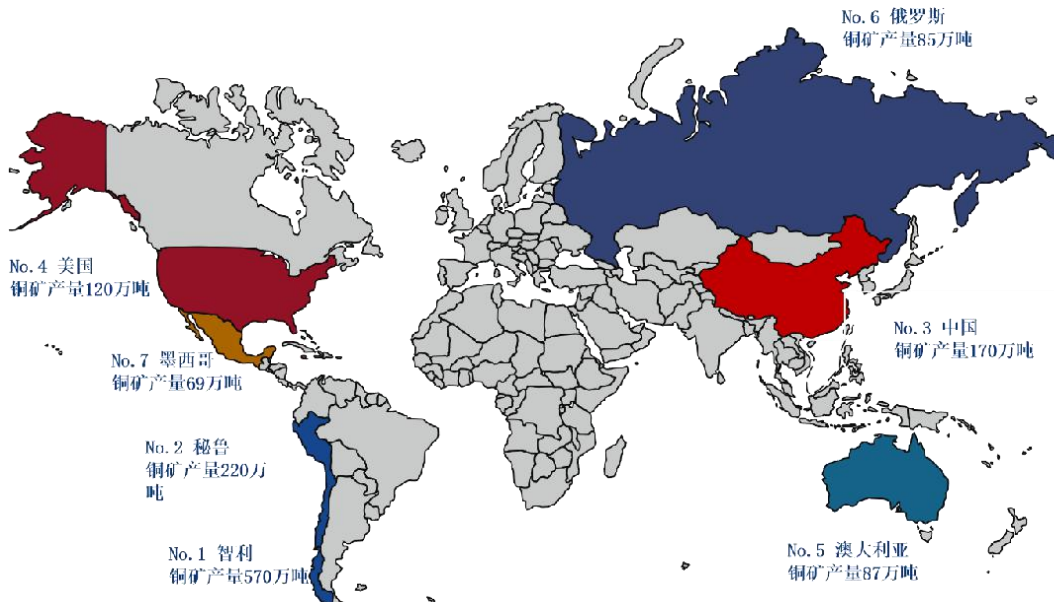 No.6 俄罗斯
铜矿产量85万吨
No.4 美国
铜矿产量120万吨
No.3 中国
铜矿产量170万吨
No.7 墨西哥
铜矿产量69万吨
No.2 秘鲁
铜矿产量220万
吨
No.1 智利
铜矿产量570万吨
No.5 澳大利亚
铜矿产量87万吨